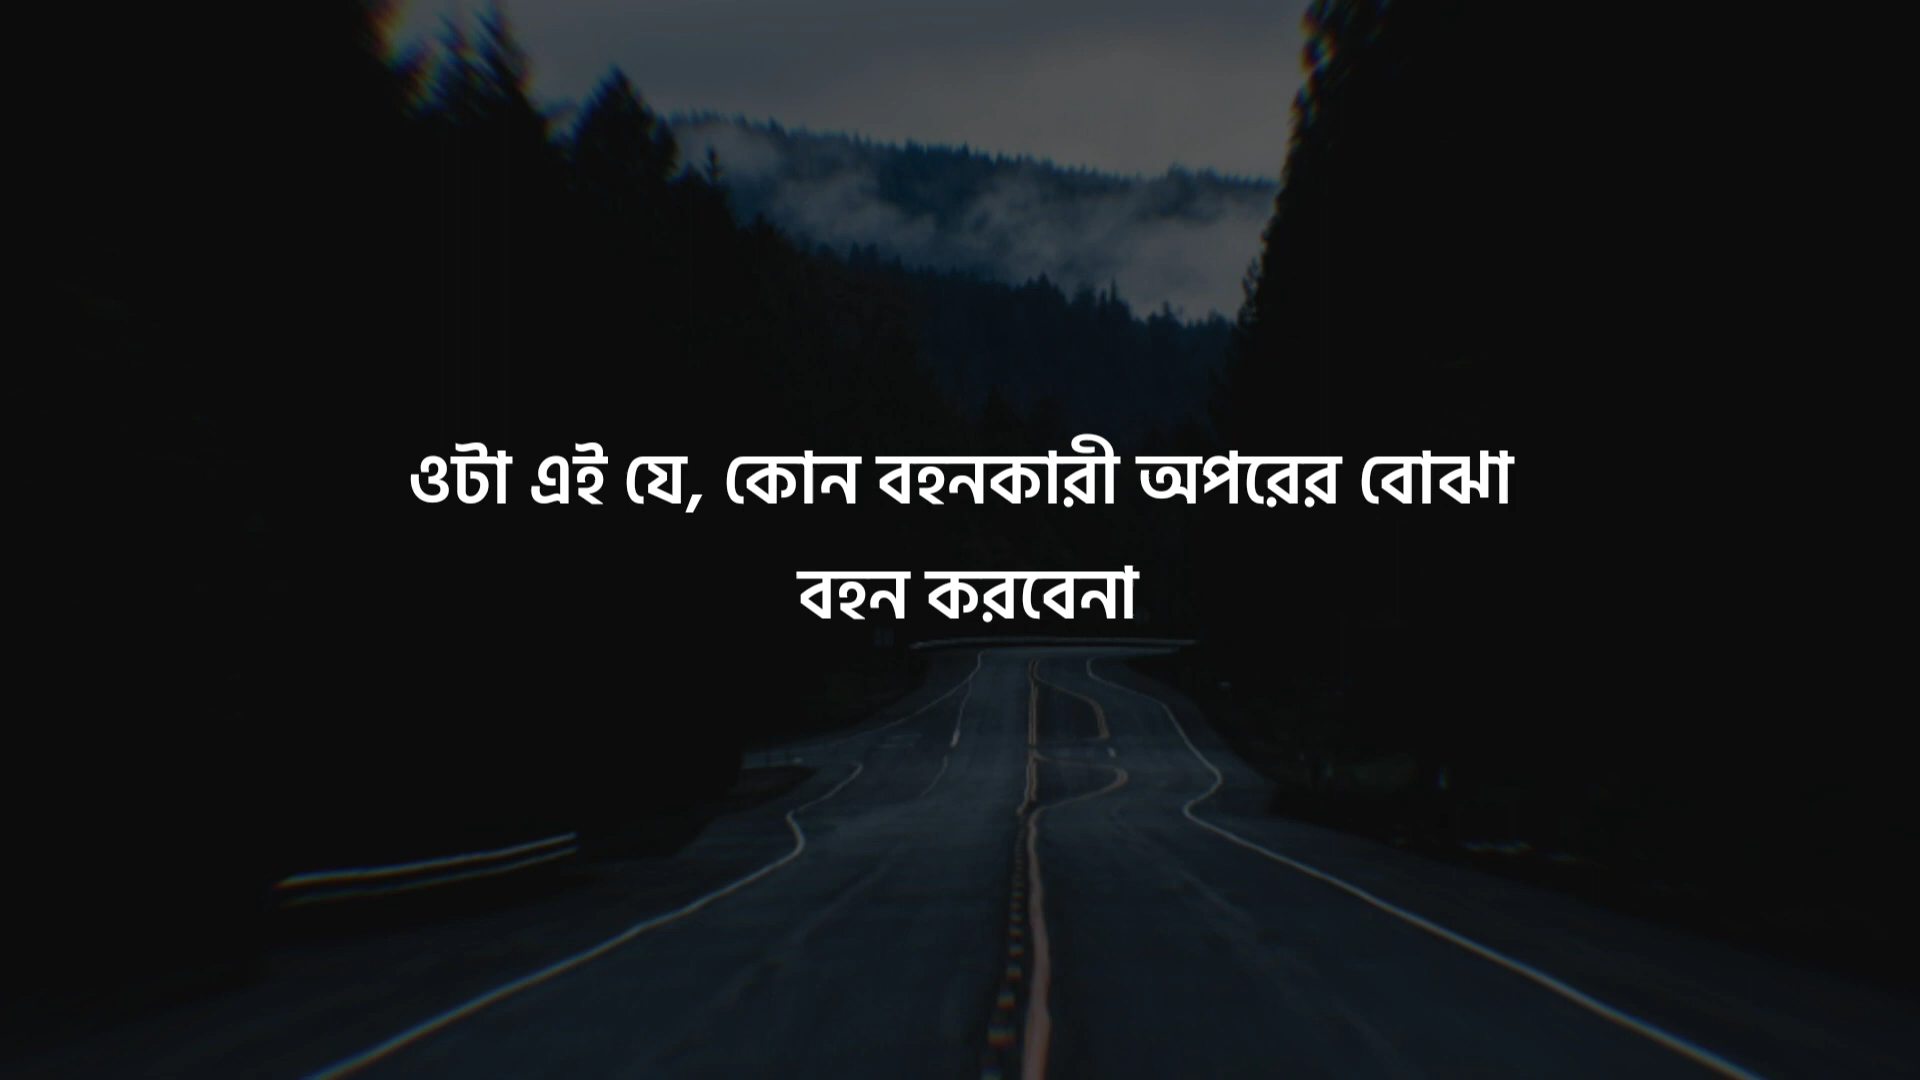 ওটা এই যে, কোন বহনকারী অপরের বোঝা
বহন করবেনা